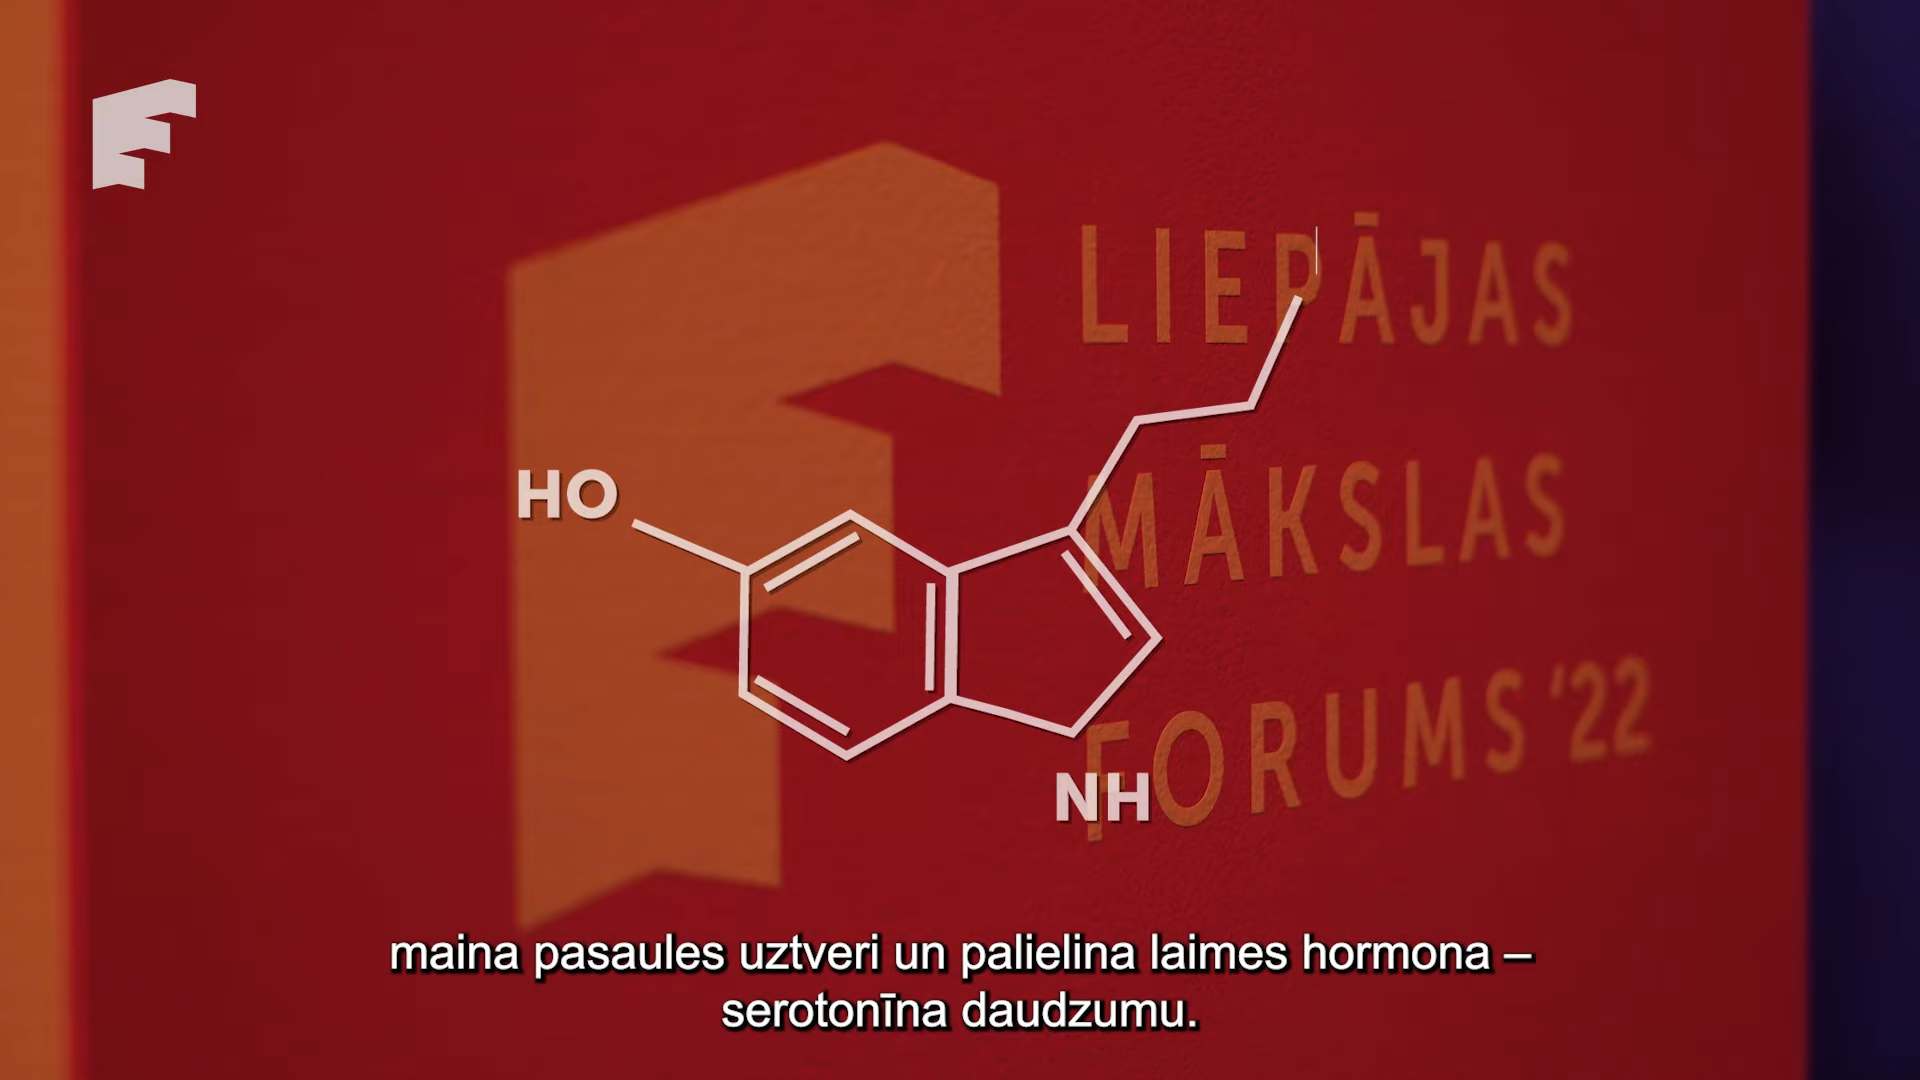 LIEPĀJAS
MĀKSLAS
FORUMS '22
HO
NH
maina pasaules uztveri un palielina laimes hormona –
serotonīna daudzumu.